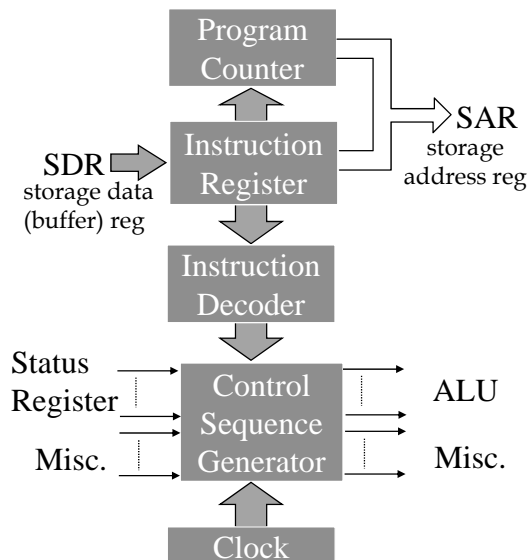 Program
Counter
SAR
storage
address reg
SDR
storage data
(buffer) reg
Instruction
Register
Instruction
Decoder
Status
Register
Misc.
Control
Sequence
Generator
ALU
Misc.
Clock